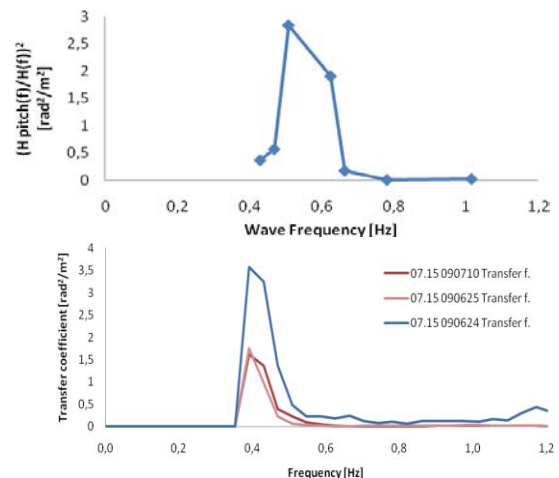 (H pitch(f)/H(f))²
[rad²/m²]
3
2,5
2
1,5
1
0,5
0
0 0,2 0,4 0,6 0,8 1 1,2
Wave Frequency [Hz]
Transfer coefficient [rad²/m²]
4
3,5
3
2,5
2
1,5
1
0,5
0
07.15 090710 Transfer f.
07.15 090625 Transfer f.
07.15 090624 Transfer f.
0,0 0,2 0,4 0,6 0,8 1,0 1,2
Frequency [Hz]